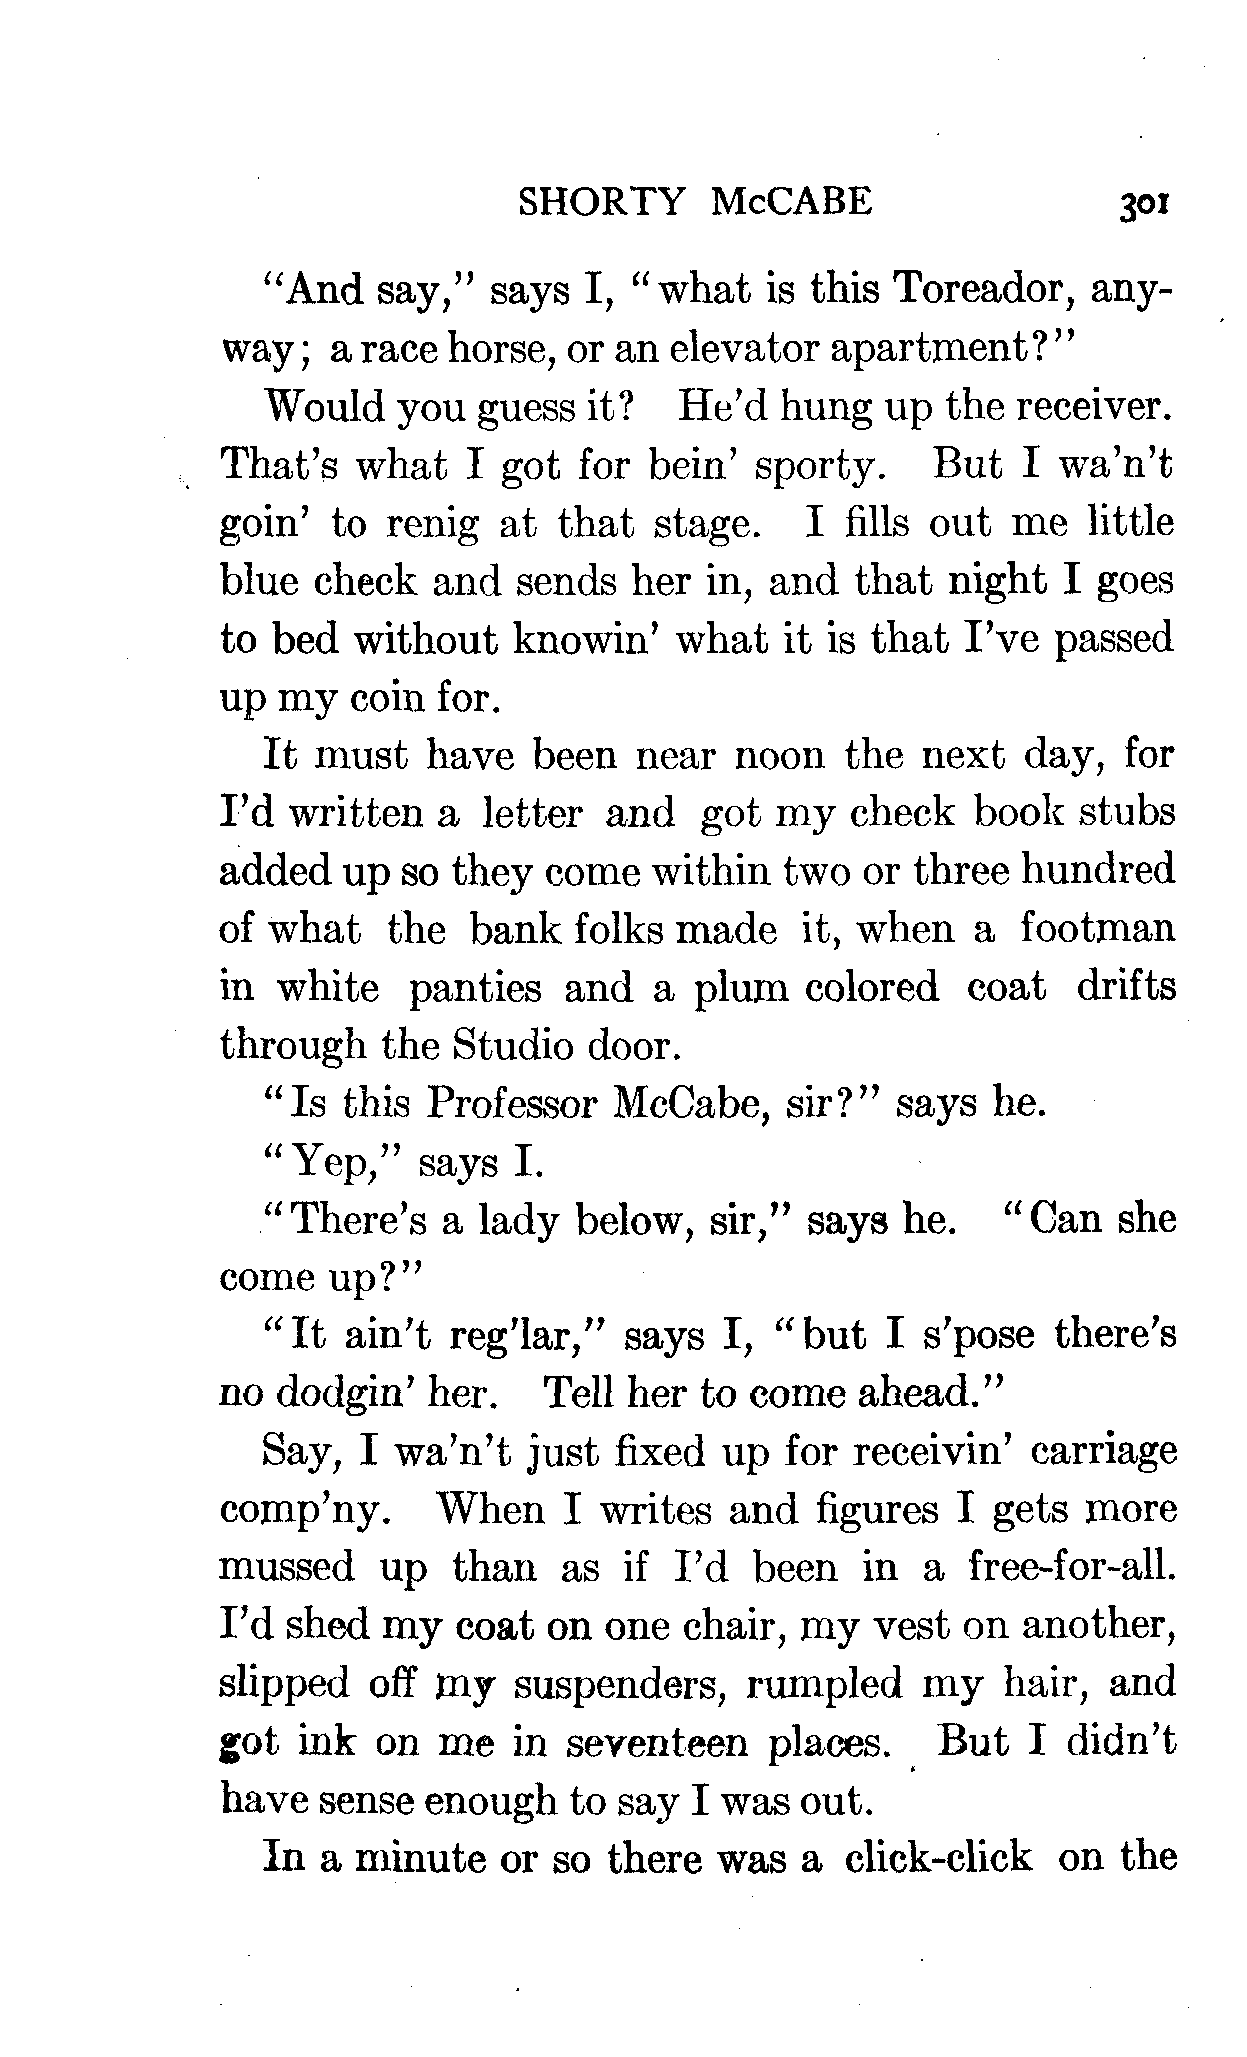 SHORTY McCABE 301
"And say," says I, "what is this Toreador, any-
way; a race horse, or an elevator apartment?"
Would you guess it? He'd hung up the receiver.
That's what I got for bein' sporty. But I wa'n't
goin' to renig at that stage. I fills out me little
blue check and sends her in, and that night I goes
to bed without knowin' what it is that I've passed
up my coin for.
It must have been near noon the next day, for
I'd written a letter and got my check book stubs
added up so they come within two or three hundred
of what the bank folks made it, when a footman
in white panties and a plum colored coat drifts
through the Studio door.
"Is this Professor McCabe, sir?" says he.
"Yep," says I.
"There's a lady below, sir," says he. "Can she
come up?"
"It ain't reg'lar," says I, "but I s'pose there's
no dodgin' her. Tell her to come ahead."
Say, I wa'n't just fixed up for receivin' carriage
comp'ny. When I writes and figures I gets more
mussed up than as if I'd been in a free-for-all.
I'd shed my coat on one chair, my vest on another,
slipped off my suspenders, rumpled my hair, and
got ink on me in seventeen places. But I didn't
have sense enough to say I was out.
In a minute or so there was a click-click on the